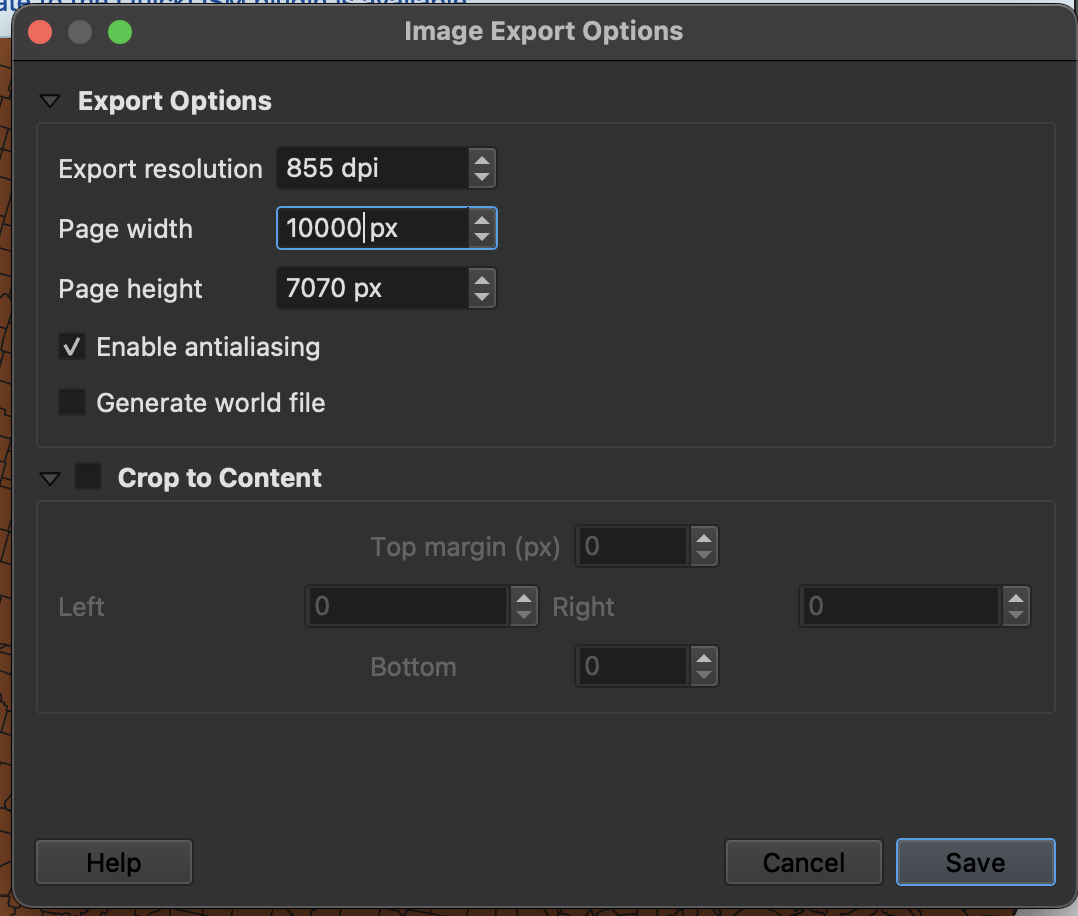 Image Export Options
Export Options
Export resolution 855 dpi
Page width 10000 px
Page height 7070 px
Enable antialiasing
Generate world file
Crop to Content
Top margin (px) 0
Left 0 Right 0
Bottom 0
Help Cancel Save